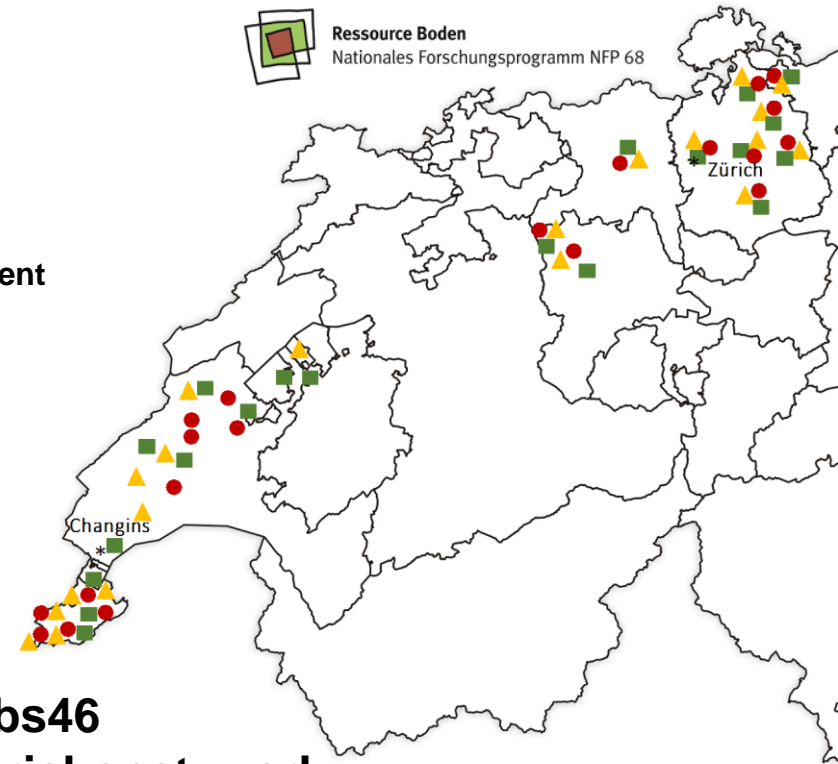 Ressource Boden
Nationales Forschungsprogramm NFP 68
* Zürich
ent
Changins
*
bs46